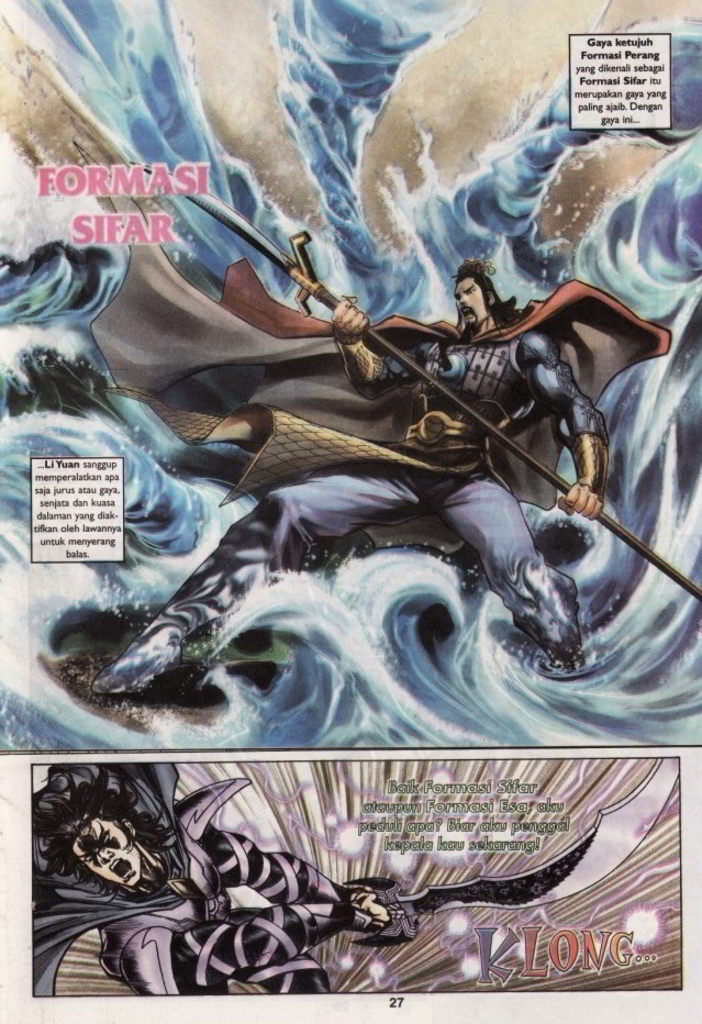 Gaya ketujuh
Formasi Perang
yang dikenali sebagai
Formasi Sifar itu
merupakan gaya yang
paling ajaib. Dengan
gaya ini...
FORMASI
SIFAR
...Li Yuan sanggup
memperalatkan apa
saja jurus atau gaya,
senjata dan kuasa
dalaman yang diak-
tifkan oleh lawannya
untuk menyerang
balas.
Baik Formasi Sifar
ataupun Formasi Esa, aku
peduli apa? Biar aku penggal
kepala kau sekarang!
KLONG...
27